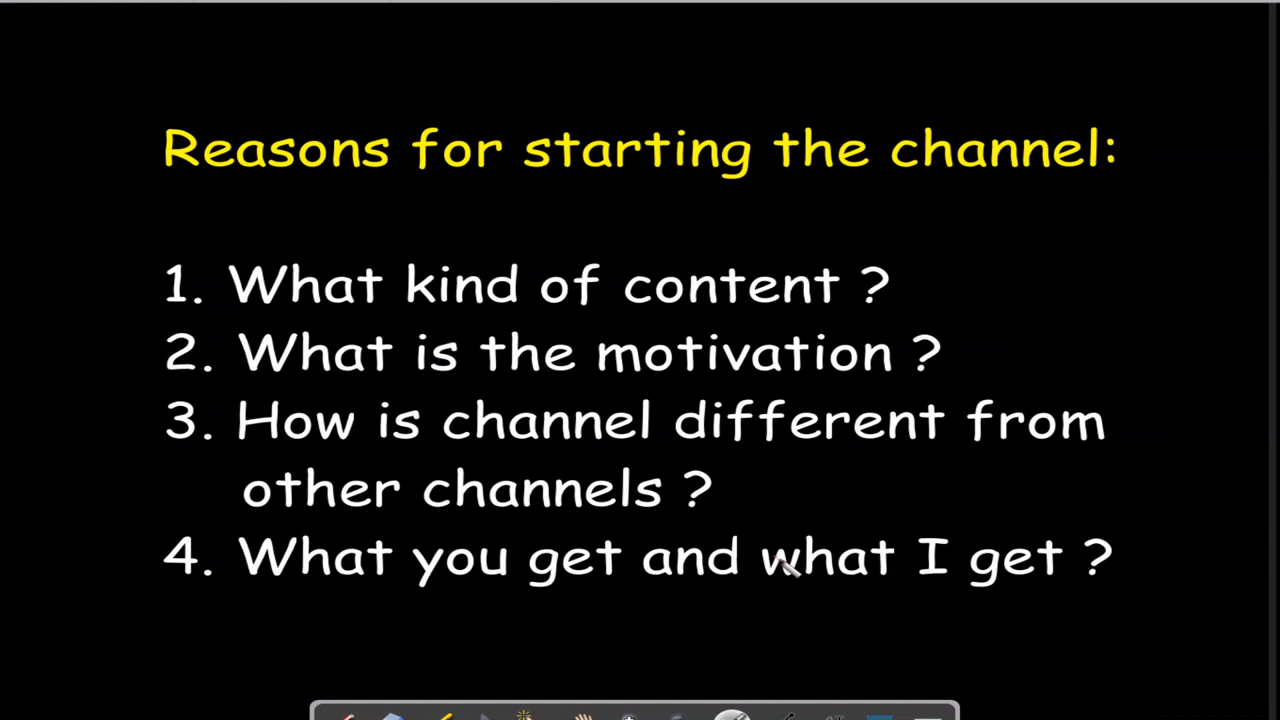 Reasons for starting the channel:
1. What kind of content ?
2. What is the motivation ?
3. How is channel different from
other channels ?
4. What you get and what I get ?